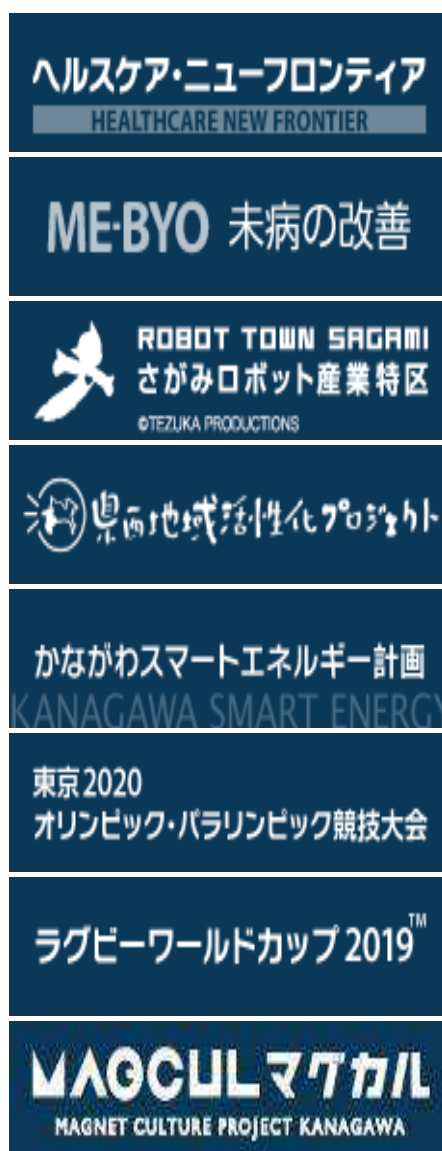 ヘルスケア・ニューフロンティア
HEALTHCARE NEW FRONTIER
ME-BYO 未病の改善
ROBOT TOWN SAGAMI
さがみロボット産業特区
©TEZUKA PRODUCTIONS
県西地域活性化プロジェクト
かながわスマートエネルギー計画
KANAGAWA SMART ENERGY
東京2020
オリンピック・パラリンピック競技大会
ラグビーワールドカップ2019™
MAGCULマグカル
MAGNET CULTURE PROJECT KANAGAWA